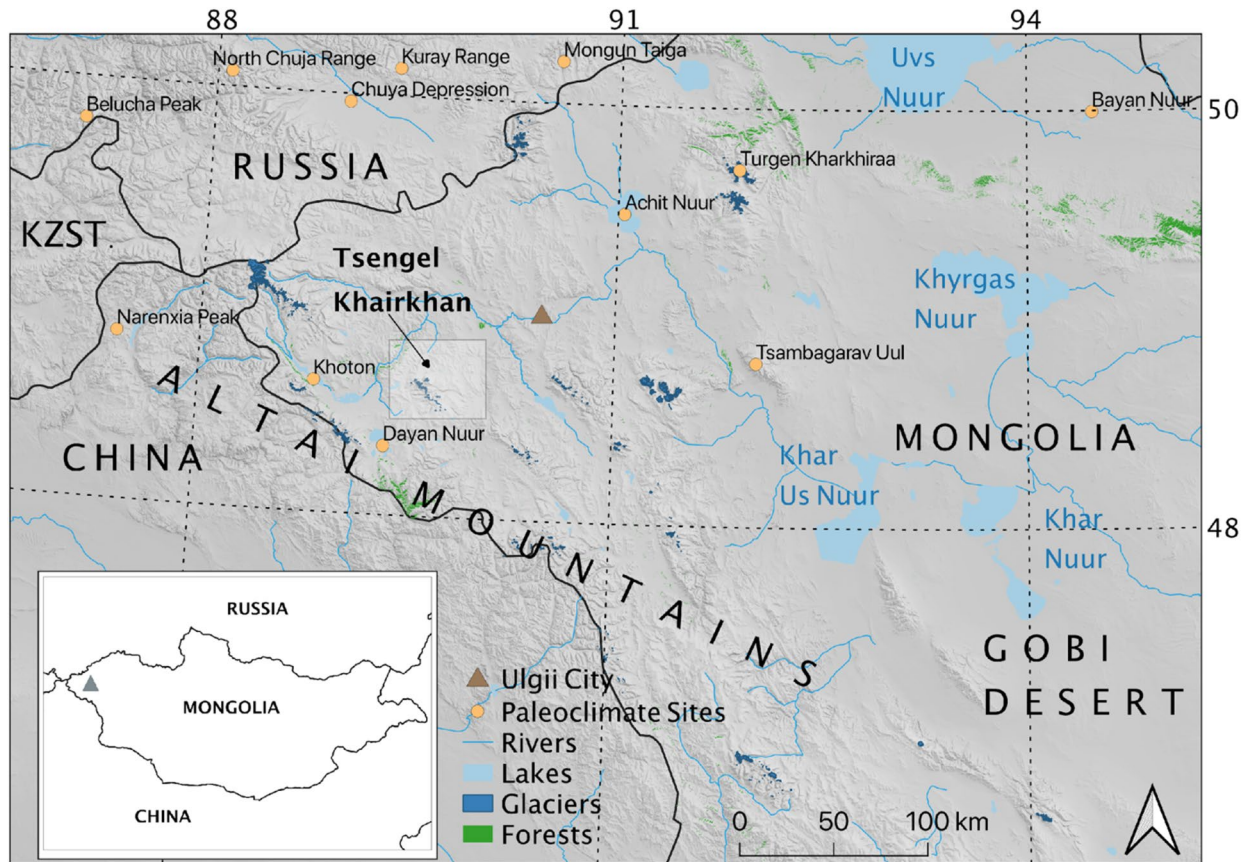 88
91
94
North Chuja Range
Kuray Range
Mongun Taiga
Uvs
Nuur
Belucha Peak
Chuya Depression
Bayan Nuur
50
RUSSIA
Turgen Kharkhiraa
KZST.
Achit Nuur
Tsengel
Khairkhan
Khyrgas
Nuur
Narenxia Peak
Khoton
Tsambagarav Uul
ALTAI MOUNTAINS
CHINA
Dayan Nuur
MONGOLIA
Khar
Us Nuur
48
Khar
Nuur
GOBI
DESERT
RUSSIA
MONGOLIA
CHINA
Ulgii City
Paleoclimate Sites
Rivers
Lakes
Glaciers
Forests
0 50 100 km